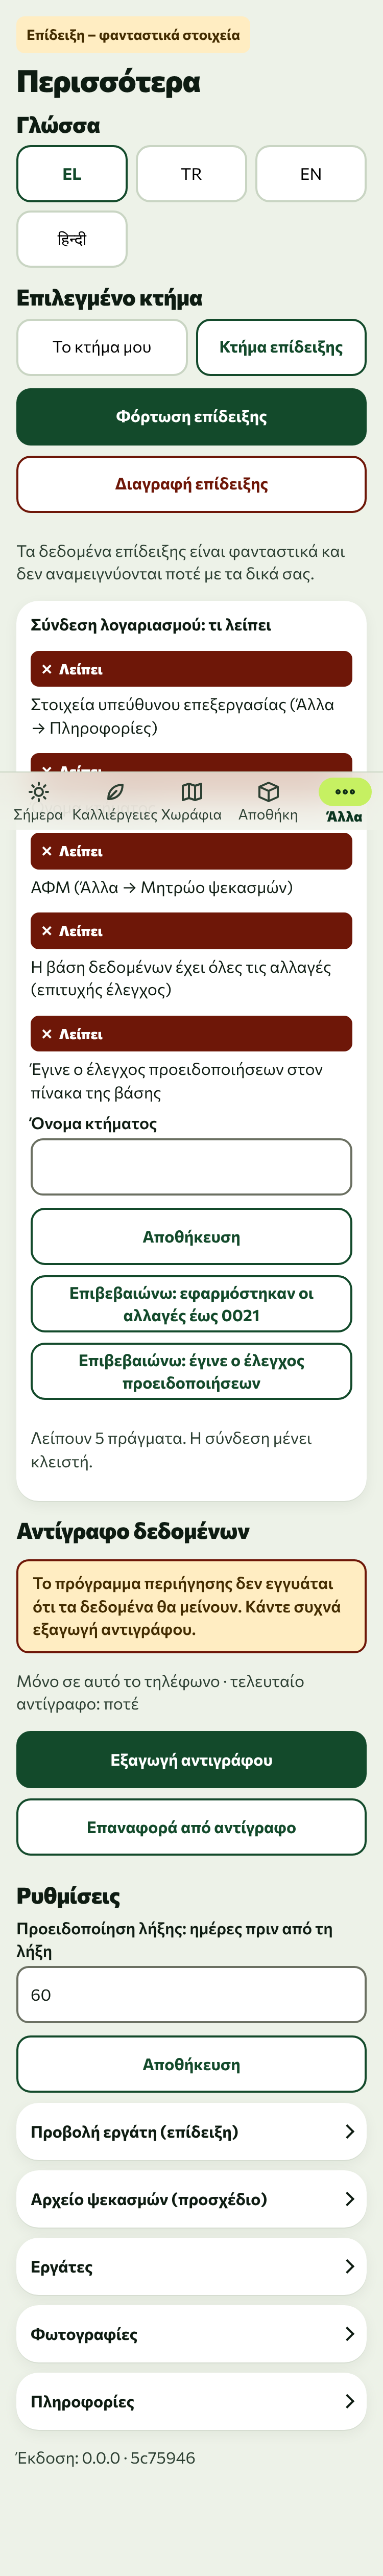 Επίδειξη – φανταστικά στοιχεία
Περισσότερα
Γλώσσα
EL
TR
EN
हिन्दी
Επιλεγμένο κτήμα
Το κτήμα μου
Κτήμα επίδειξης
Φόρτωση επίδειξης
Διαγραφή επίδειξης
Τα δεδομένα επίδειξης είναι φανταστικά και
δεν αναμειγνύονται ποτέ με τα δικά σας.
Σύνδεση λογαριασμού: τι λείπει
× Λείπει
Στοιχεία υπεύθυνου επεξεργασίας (Άλλα
→ Πληροφορίες)
× Λείπει
Σήμερα
Καλλιέργειες
Χωράφια
Αποθήκη
Άλλα
× Λείπει
ΑΦΜ (Άλλα → Μητρώο ψεκασμών)
× Λείπει
Η βάση δεδομένων έχει όλες τις αλλαγές
(επιτυχής έλεγχος)
× Λείπει
Έγινε ο έλεγχος προειδοποιήσεων στον
πίνακα της βάσης
Όνομα κτήματος
Αποθήκευση
Επιβεβαιώνω: εφαρμόστηκαν οι
αλλαγές έως 0021
Επιβεβαιώνω: έγινε ο έλεγχος
προειδοποιήσεων
Λείπουν 5 πράγματα. Η σύνδεση μένει
κλειστή.
Αντίγραφο δεδομένων
Το πρόγραμμα περιήγησης δεν εγγυάται
ότι τα δεδομένα θα μείνουν. Κάντε συχνά
εξαγωγή αντιγράφου.
Μόνο σε αυτό το τηλέφωνο · τελευταίο
αντίγραφο: ποτέ
Εξαγωγή αντιγράφου
Επαναφορά από αντίγραφο
Ρυθμίσεις
Προειδοποίηση λήξης: ημέρες πριν από τη
λήξη
60
Αποθήκευση
Προβολή εργάτη (επίδειξη)
Αρχείο ψεκασμών (προσχέδιο)
Εργάτες
Φωτογραφίες
Πληροφορίες
Έκδοση: 0.0.0 · 5c75946